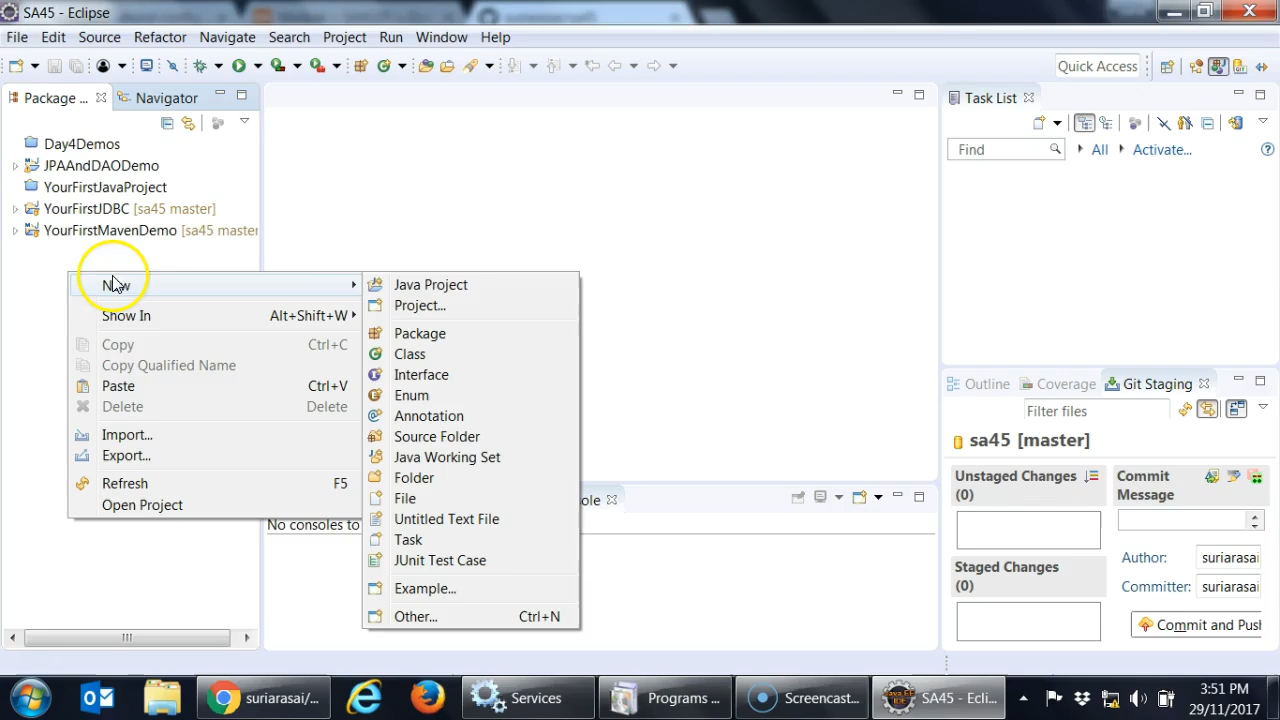 SA45 - Eclipse
File Edit Source Refactor Navigate Search Project Run Window Help
Quick Access
Package ... Navigator
Day4Demos
JPAAndDAODemo
YourFirstJavaProject
YourFirstJDBC [sa45 master]
YourFirstMavenDemo [sa45 master
New
Show In Alt+Shift+W
Copy Ctrl+C
Copy Qualified Name
Paste Ctrl+V
Delete Delete
Import...
Export...
Refresh F5
Open Project
Java Project
Project...
Package
Class
Interface
Enum
Annotation
Source Folder
Java Working Set
Folder
File
Untitled Text File
Task
JUnit Test Case
Example...
Other... Ctrl+N
ole
No consoles to
Task List
Find All Activate...
Outline Coverage Git Staging
Filter files
sa45 [master]
Unstaged Changes
(0)
Staged Changes
(0)
Commit
Message
Author: suriarasai
Committer: suriarasai
Commit and Push
suriarasai/...
Services
Programs ...
Screencast...
SA45 - Ecl...
3:51 PM
29/11/2017